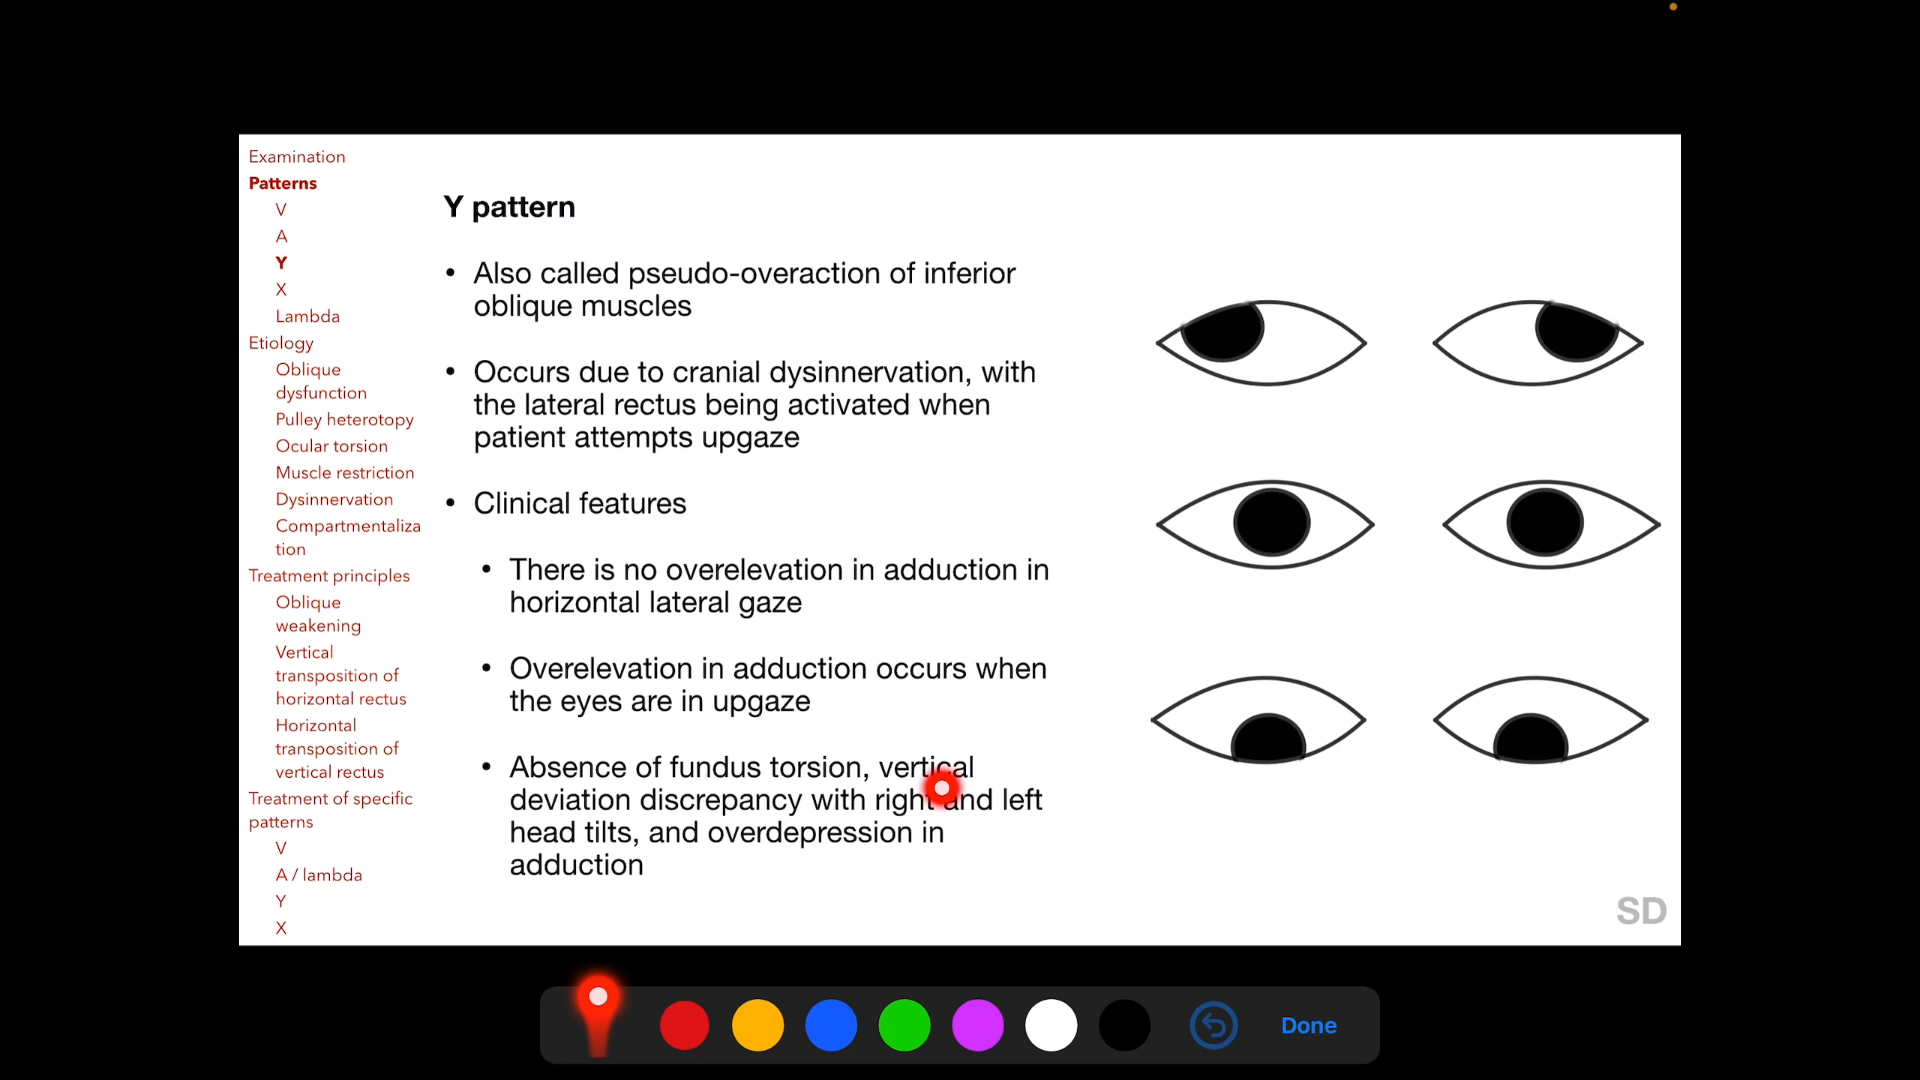 Examination
Patterns
V
A
Y
X
Lambda
Etiology
Oblique
dysfunction
Pulley heterotopy
Ocular torsion
Muscle restriction
Dysinnervation
Compartmentaliza
tion
Treatment principles
Oblique
weakening
Vertical
transposition of
horizontal rectus
Horizontal
transposition of
vertical rectus
Treatment of specific
patterns
V
A / lambda
Y
X
Y pattern
• Also called pseudo-overaction of inferior
oblique muscles
• Occurs due to cranial dysinnervation, with
the lateral rectus being activated when
patient attempts upgaze
• Clinical features
• There is no overelevation in adduction in
horizontal lateral gaze
• Overelevation in adduction occurs when
the eyes are in upgaze
• Absence of fundus torsion, vertical
deviation discrepancy with right and left
head tilts, and overdepression in
adduction
SD
Done